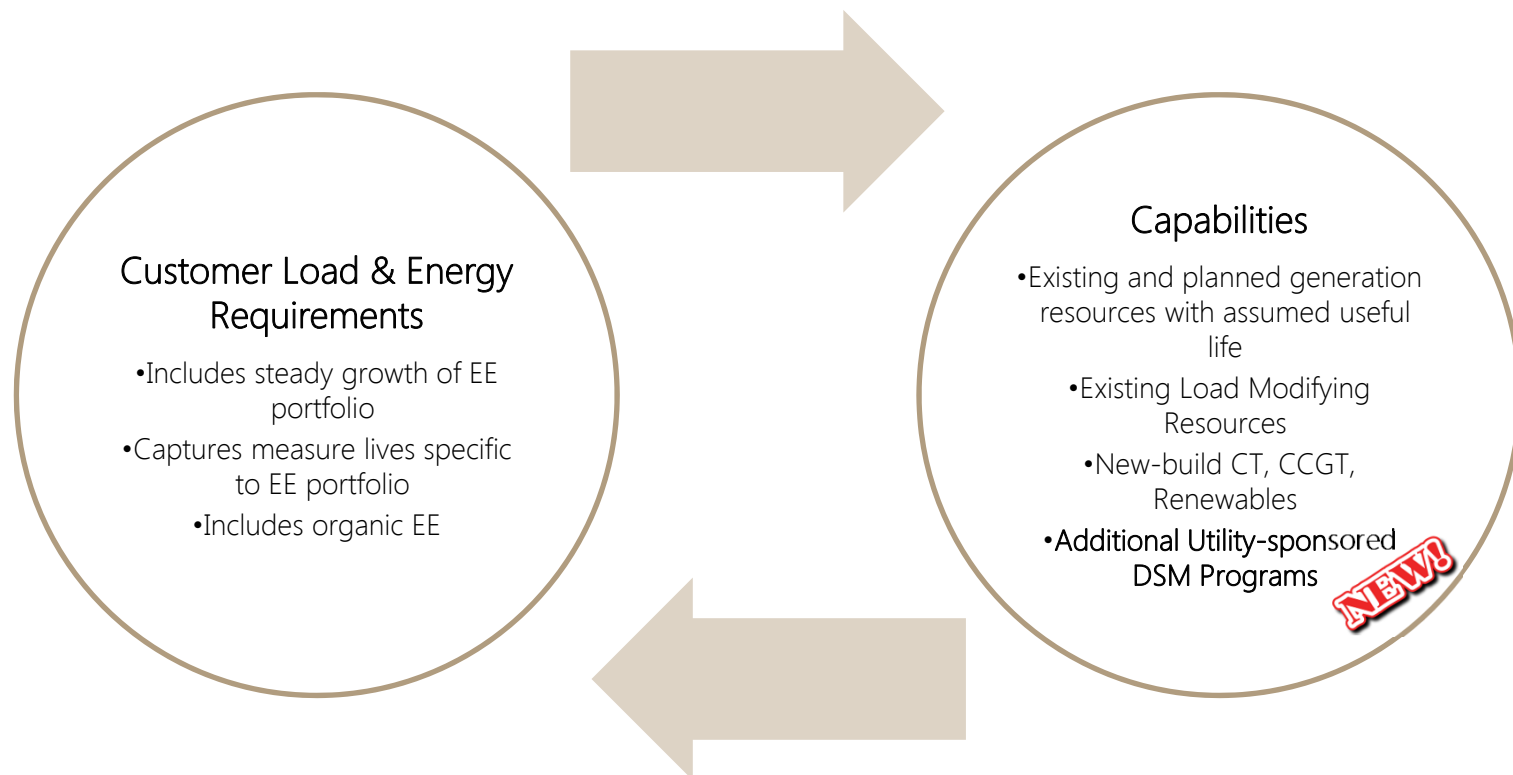 Customer Load & Energy
Requirements
•Includes steady growth of EE
portfolio
•Captures measure lives specific
to EE portfolio
•Includes organic EE
Capabilities
•Existing and planned generation
resources with assumed useful
life
•Existing Load Modifying
Resources
•New-build CT, CCGT,
Renewables
•Additional Utility-sponsored
DSM Programs
NEW!